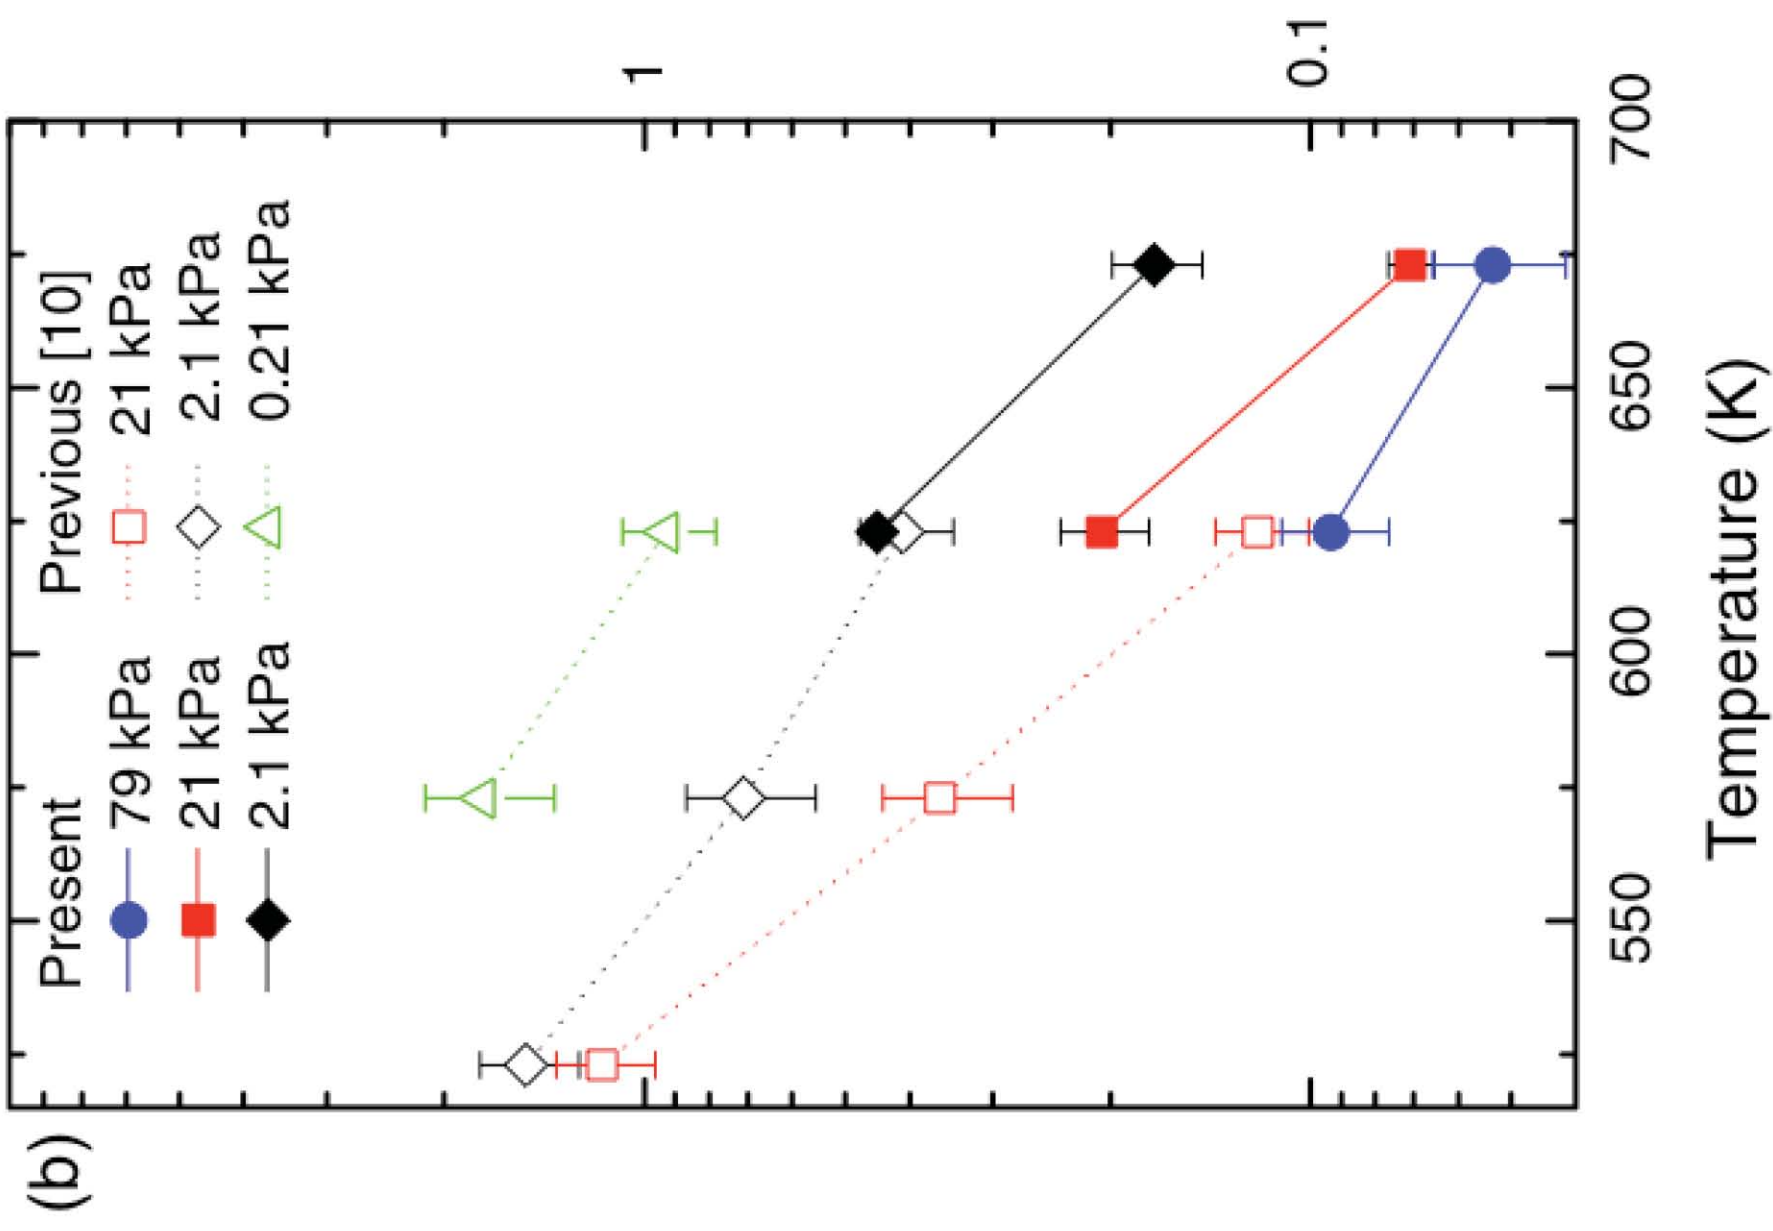 (b)
Present Previous [10]
79 kPa 21 kPa
21 kPa 2.1 kPa
2.1 kPa 0.21 kPa
1
0.1
550 600 650 700
Temperature (K)